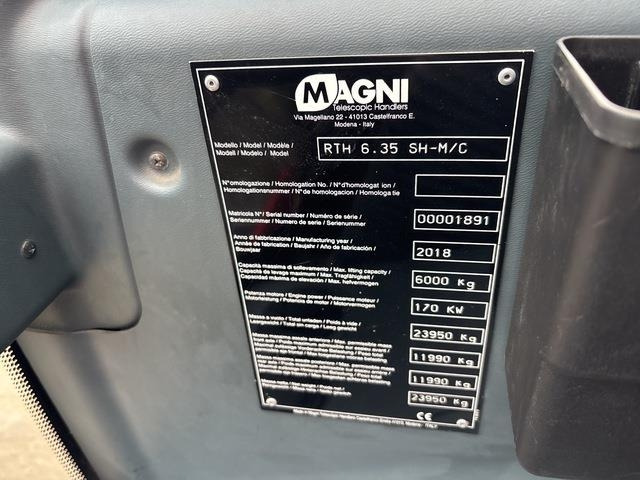 MAGNI
Telescopic Handlers
Via Magellano 22 - 41013 Castelfranco E.
Modena - Italy
Modello / Model / Modèle /
Modell / Modelo / Model
RTH 6.35 SH-M/C
N°omologazione / Homologation No. / N°d'homologat ion /
Homologationsnummer / N°de homologacion / Homologa tie
Matricola N°/ Serial number / Numéro de série /
Seriennummer / Numero de serie / Serienummer
00001891
Anno di fabbricazione / Manufacturing year /
Année de fabrication / Baujahr / Año de fabricación /
Bouwjaar
2018
Capacità massima di sollevamento / Max. lifting capacity /
Capacité de levage maximum / Max. Tragfähigkeit /
Capacidad máxima de elevación / Max. hefvermogen
6000 Kg
Potenza motore / Engine power / Puissance moteur /
Motorleistung / Potencia de motor / Motorvermogen
170 KW
Massa a vuoto / Total unladen / Poids à vide /
Leergewicht / Total sin cargo / Leeg gewicht
23950 Kg
11990 Kg
11990 Kg
23950 Kg
CE